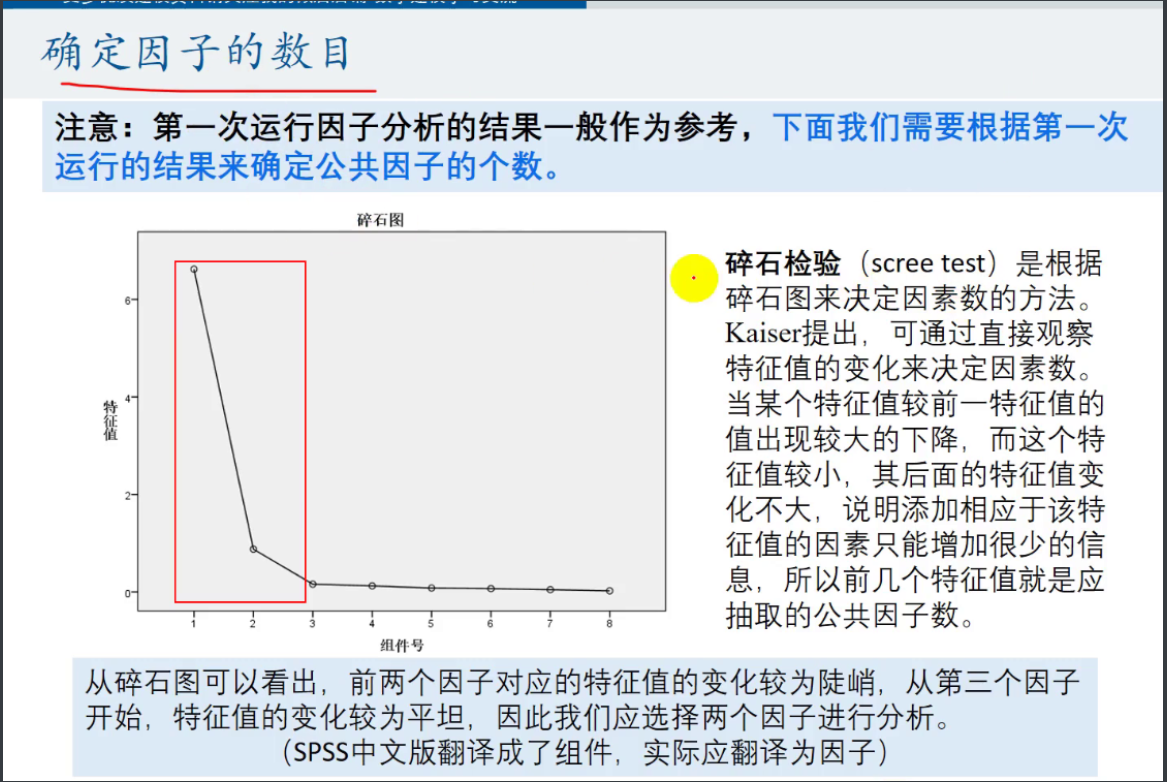 确定因子的数目
注意：第一次运行因子分析的结果一般作为参考，下面我们需要根据第一次
运行的结果来确定公共因子的个数。
碎石图
碎石检验（scree test）是根据
碎石图来决定因素数的方法。
Kaiser提出，可通过直接观察
特征值的变化来决定因素数。
当某个特征值较前一特征值的
值出现较大的下降，而这个特
征值较小，其后面的特征值变
化不大，说明添加相应于该特
征值的因素只能增加很少的信
息，所以前几个特征值就是应
抽取的公共因子数。
特征值
6
4
2
0
1 2 3 4 5 6 7 8
组件号
从碎石图可以看出，前两个因子对应的特征值的变化较为陡峭，从第三个因子
开始，特征值的变化较为平坦，因此我们应选择两个因子进行分析。
（SPSS中文版翻译成了组件，实际应翻译为因子）